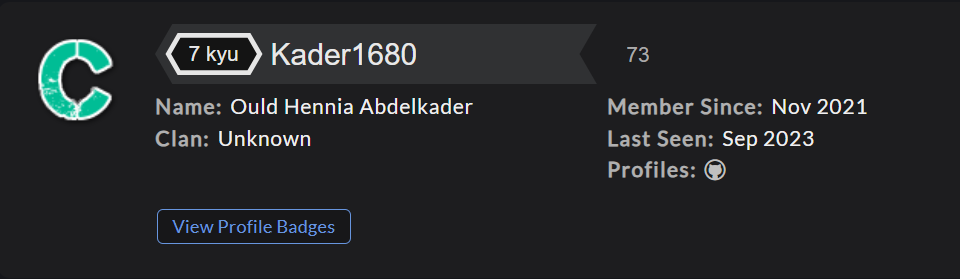 7 kyu Kader1680 73
Name: Ould Hennia Abdelkader
Clan: Unknown
Member Since: Nov 2021
Last Seen: Sep 2023
Profiles:
View Profile Badges